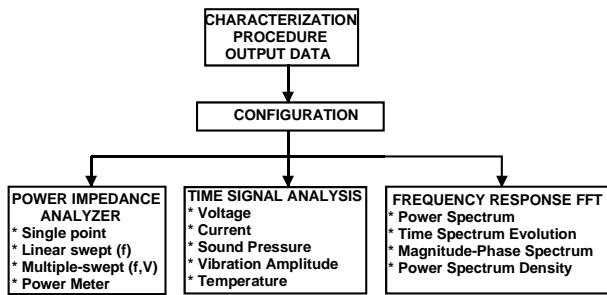 CHARACTERIZATION
PROCEDURE
OUTPUT DATA
CONFIGURATION
POWER IMPEDANCE
ANALYZER
* Single point
* Linear swept (f)
* Multiple-swept (f,V)
* Power Meter
TIME SIGNAL ANALYSIS
* Voltage
* Current
* Sound Pressure
* Vibration Amplitude
* Temperature
FREQUENCY RESPONSE FFT
* Power Spectrum
* Time Spectrum Evolution
* Magnitude-Phase Spectrum
* Power Spectrum Density